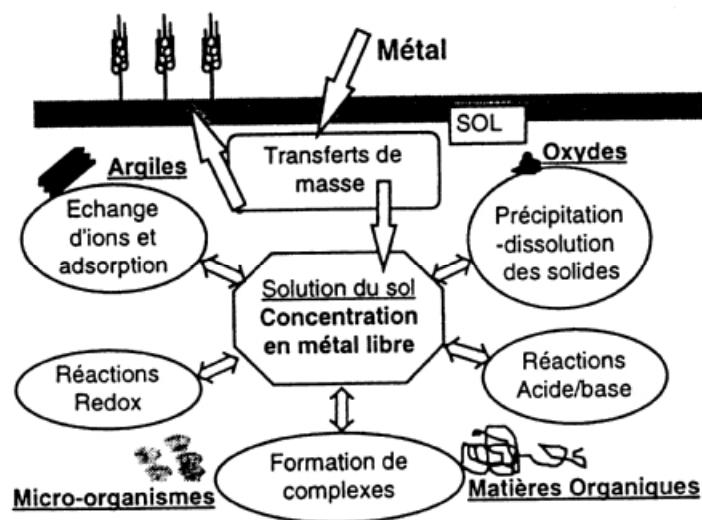 Métal
SOL
Transferts de
masse
Argiles
Oxydes
Echange
d'ions et
adsorption
Précipitation
-dissolution
des solides
Solution du sol
Concentration
en métal libre
Réactions
Redox
Réactions
Acide/base
Formation de
complexes
Micro-organismes
Matières Organiques